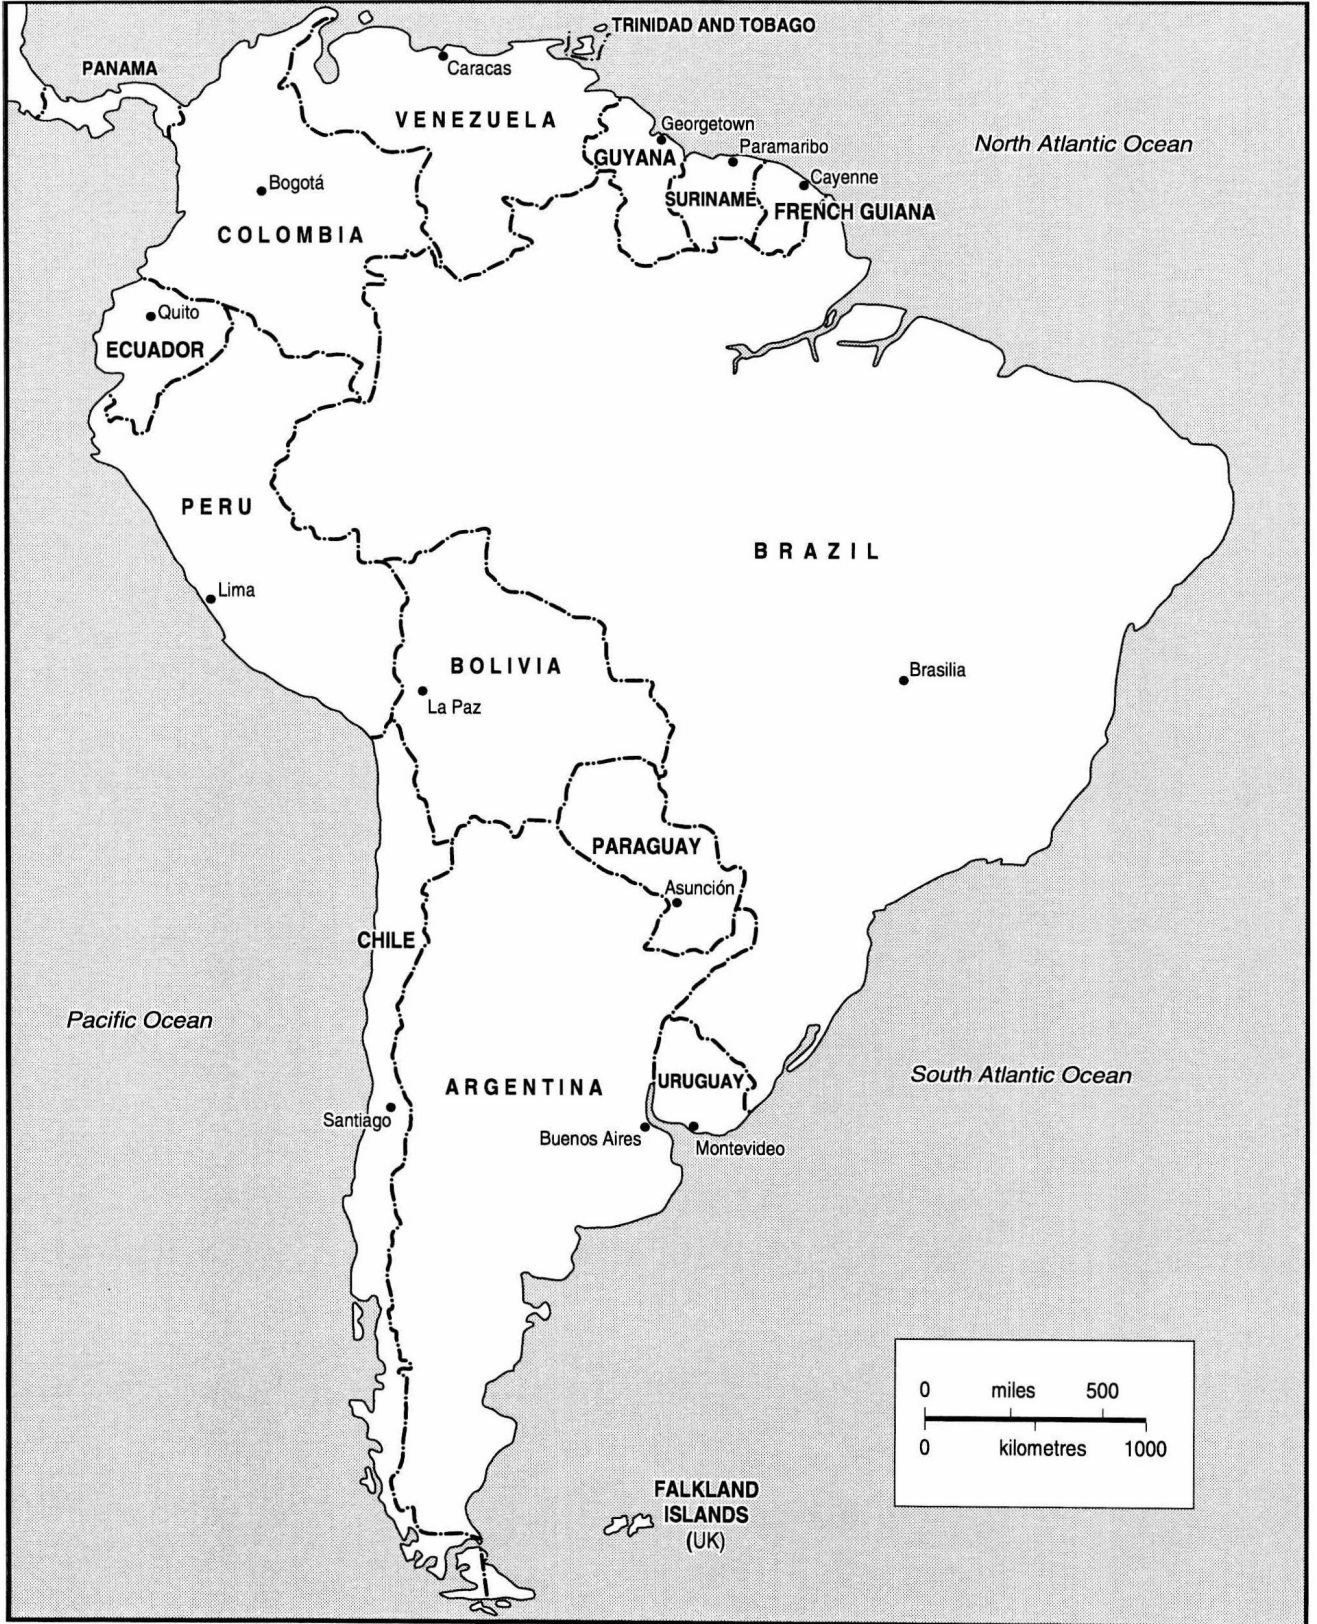 TRINIDAD AND TOBAGO
PANAMA
Caracas
VENEZUELA
Georgetown
North Atlantic Ocean
Paramaribo
GUYANA
Cayenne
Bogotá
SURINAME
FRENCH GUIANA
COLOMBIA
Quito
ECUADOR
PERU
BRAZIL
Lima
BOLIVIA
Brasilia
La Paz
PARAGUAY
Asunción
CHILE
Pacific Ocean
South Atlantic Ocean
ARGENTINA
URUGUAY
Santiago
Buenos Aires
Montevideo
0 miles 500
0 kilometres 1000
FALKLAND
ISLANDS
(UK)